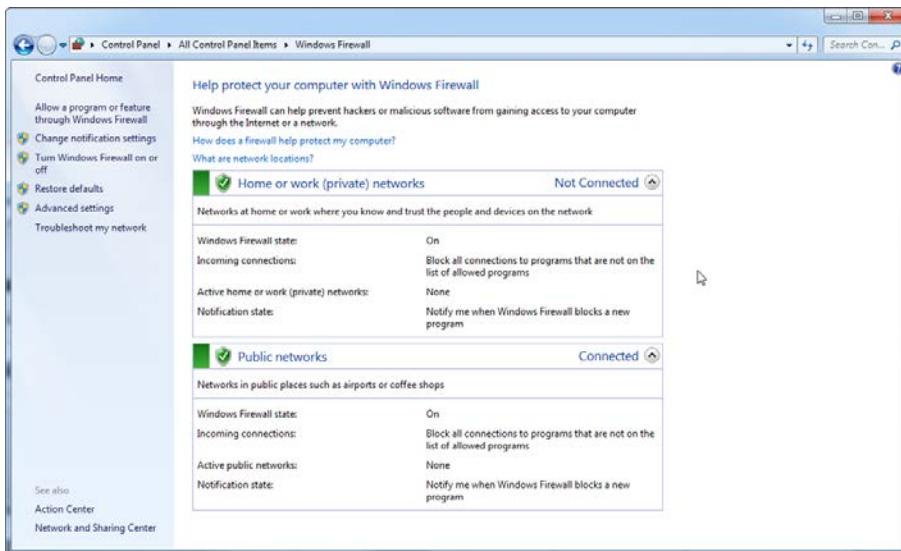 Control Panel ▸ All Control Panel Items ▸ Windows Firewall
Search Con...
Control Panel Home
Allow a program or feature
through Windows Firewall
Change notification settings
Turn Windows Firewall on or
off
Restore defaults
Advanced settings
Troubleshoot my network
See also
Action Center
Network and Sharing Center
Help protect your computer with Windows Firewall
Windows Firewall can help prevent hackers or malicious software from gaining access to your computer
through the Internet or a network.
How does a firewall help protect my computer?
What are network locations?
Home or work (private) networks Not Connected
Networks at home or work where you know and trust the people and devices on the network
Windows Firewall state: On
Incoming connections: Block all connections to programs that are not on the
list of allowed programs
Active home or work (private) networks: None
Notification state: Notify me when Windows Firewall blocks a new
program
Public networks Connected
Networks in public places such as airports or coffee shops
Windows Firewall state: On
Incoming connections: Block all connections to programs that are not on the
list of allowed programs
Active public networks: None
Notification state: Notify me when Windows Firewall blocks a new
program